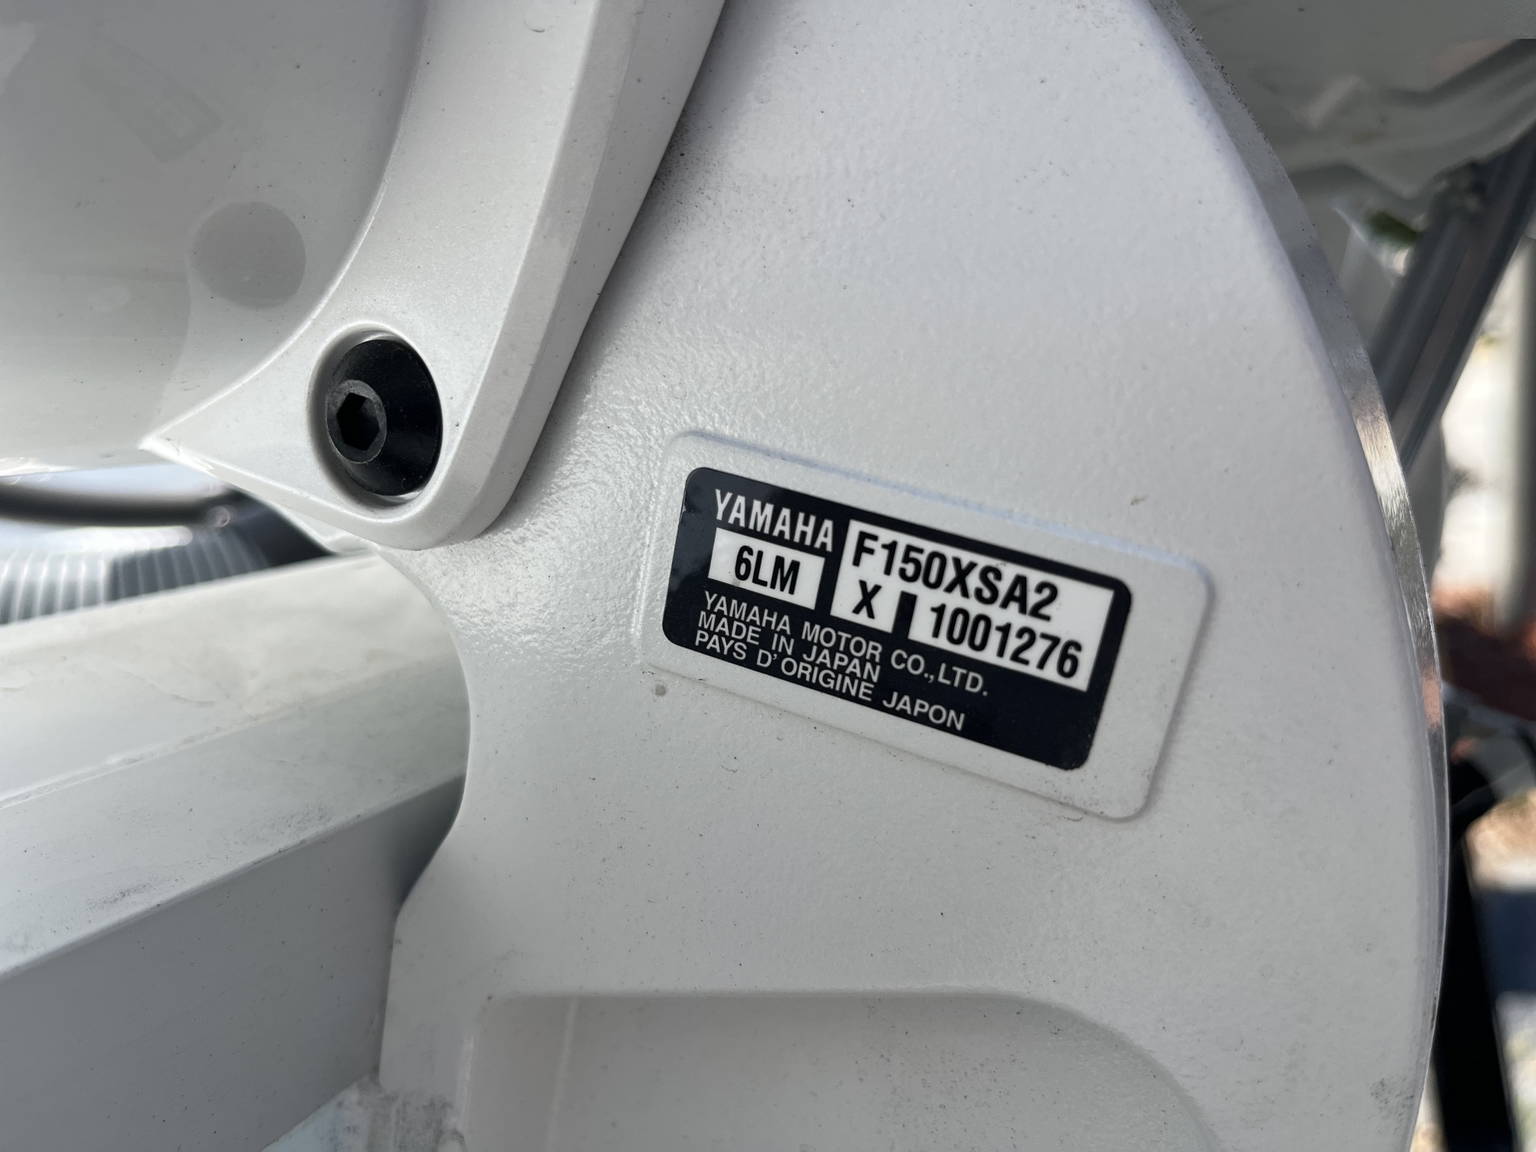 YAMAHA
F150XSA2
6LM
X 1001276
YAMAHA MOTOR CO.,LTD.
MADE IN JAPAN
PAYS D'ORIGINE JAPON